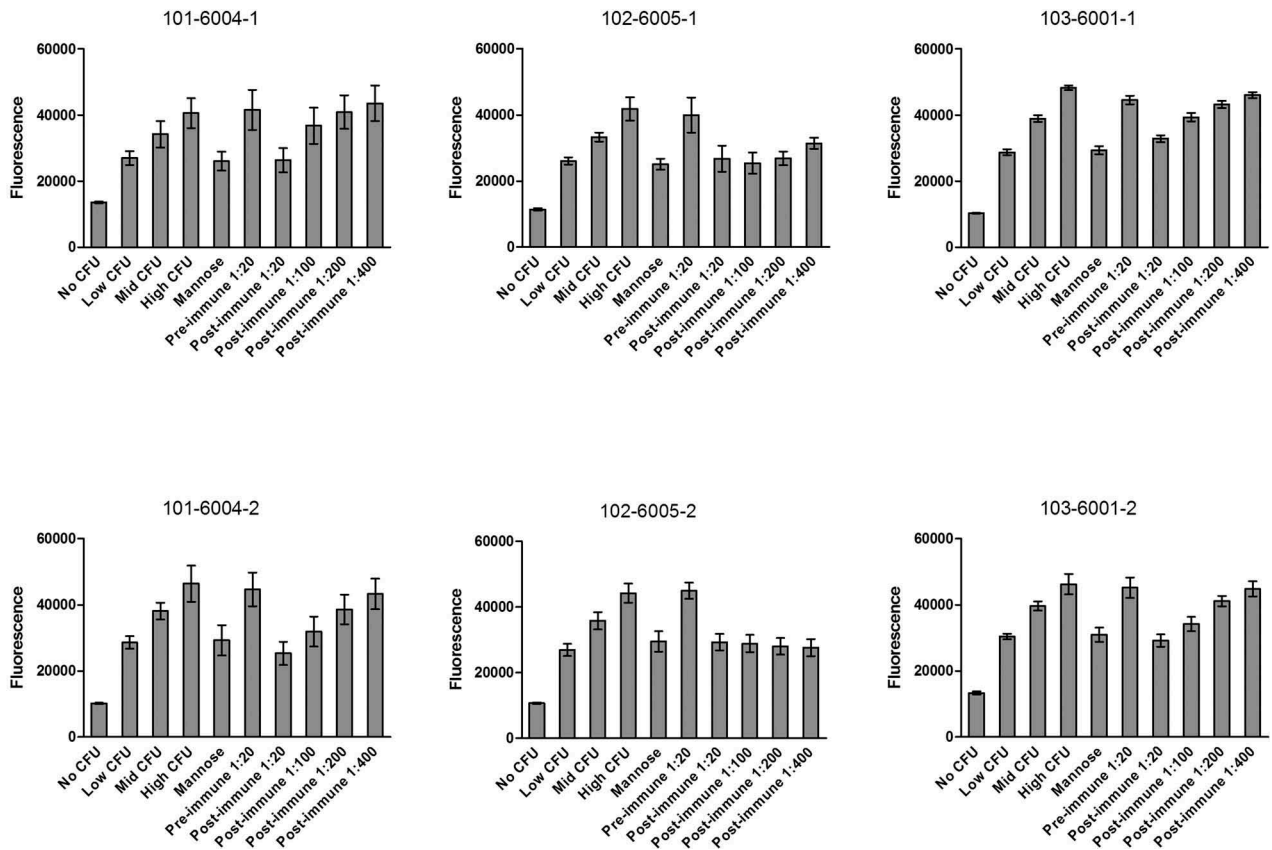 101-6004-1
60000
40000
20000
0
Fluorescence
No CFU
Low CFU
Mid CFU
High CFU
Mannose
Pre-immune 1:20
Post-immune 1:20
Post-immune 1:100
Post-immune 1:200
Post-immune 1:400
102-6005-1
60000
40000
20000
0
Fluorescence
No CFU
Low CFU
Mid CFU
High CFU
Mannose
Pre-immune 1:20
Post-immune 1:20
Post-immune 1:100
Post-immune 1:200
Post-immune 1:400
103-6001-1
60000
40000
20000
0
Fluorescence
No CFU
Low CFU
Mid CFU
High CFU
Mannose
Pre-immune 1:20
Post-immune 1:20
Post-immune 1:100
Post-immune 1:200
Post-immune 1:400
101-6004-2
60000
40000
20000
0
Fluorescence
No CFU
Low CFU
Mid CFU
High CFU
Mannose
Pre-immune 1:20
Post-immune 1:20
Post-immune 1:100
Post-immune 1:200
Post-immune 1:400
102-6005-2
60000
40000
20000
0
Fluorescence
No CFU
Low CFU
Mid CFU
High CFU
Mannose
Pre-immune 1:20
Post-immune 1:20
Post-immune 1:100
Post-immune 1:200
Post-immune 1:400
103-6001-2
60000
40000
20000
0
Fluorescence
No CFU
Low CFU
Mid CFU
High CFU
Mannose
Pre-immune 1:20
Post-immune 1:20
Post-immune 1:100
Post-immune 1:200
Post-immune 1:400